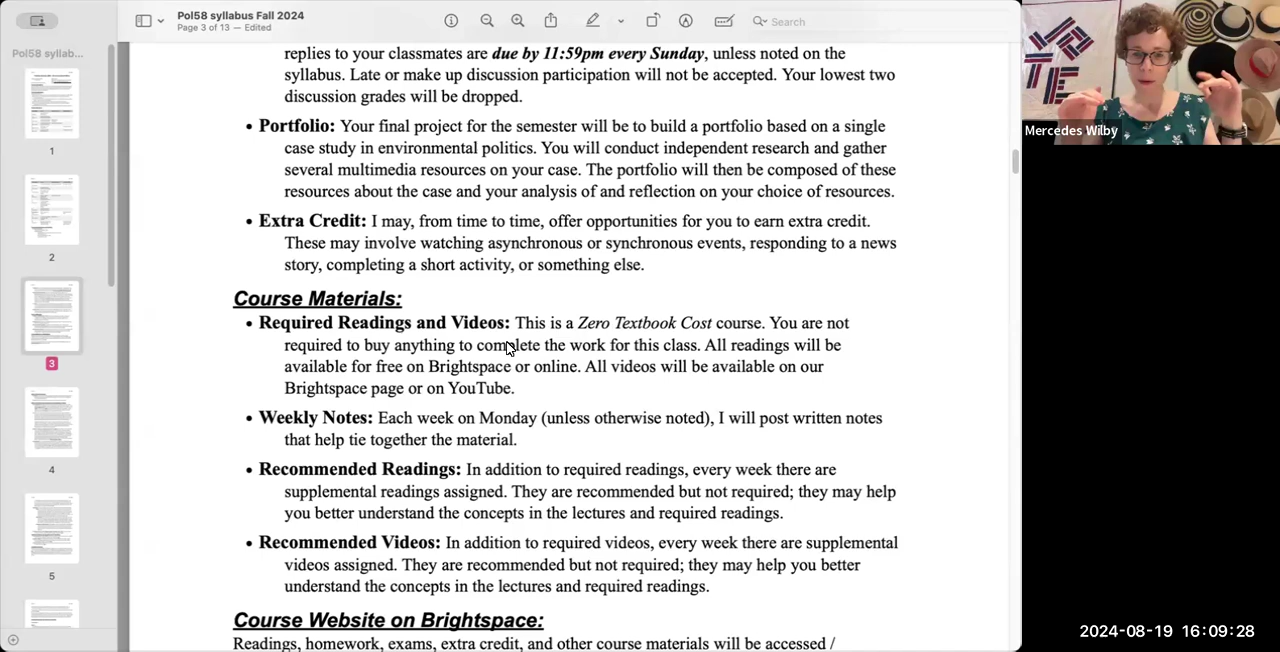 Pol58 syllabus Fall 2024
Page 3 of 13 — Edited
Search
Pol58 syllab...
1
2
3
4
5
replies to your classmates are due by 11:59pm every Sunday, unless noted on the
syllabus. Late or make up discussion participation will not be accepted. Your lowest two
discussion grades will be dropped.
• Portfolio: Your final project for the semester will be to build a portfolio based on a single
case study in environmental politics. You will conduct independent research and gather
several multimedia resources on your case. The portfolio will then be composed of these
resources about the case and your analysis of and reflection on your choice of resources.
• Extra Credit: I may, from time to time, offer opportunities for you to earn extra credit.
These may involve watching asynchronous or synchronous events, responding to a news
story, completing a short activity, or something else.
Course Materials:
• Required Readings and Videos: This is a Zero Textbook Cost course. You are not
required to buy anything to complete the work for this class. All readings will be
available for free on Brightspace or online. All videos will be available on our
Brightspace page or on YouTube.
• Weekly Notes: Each week on Monday (unless otherwise noted), I will post written notes
that help tie together the material.
• Recommended Readings: In addition to required readings, every week there are
supplemental readings assigned. They are recommended but not required; they may help
you better understand the concepts in the lectures and required readings.
• Recommended Videos: In addition to required videos, every week there are supplemental
videos assigned. They are recommended but not required; they may help you better
understand the concepts in the lectures and required readings.
Course Website on Brightspace:
Readings, homework, exams, extra credit, and other course materials will be accessed /
Mercedes Wilby
2024-08-19 16:09:28